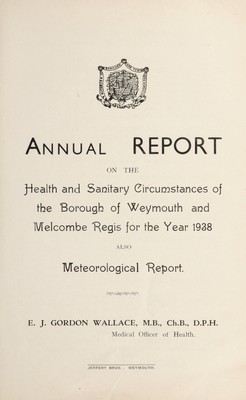 ANNUAL REPORT
ON THE
Health and Sanitary Circumstances of
the Borough of Weymouth and
Melcombe Regis for the Year 1938
ALSO
Meteorological Report.
E. J. GORDON WALLACE, M.B., Ch.B., D.P.H.
Medical Officer of Health.
JEFFERY BROS., WEYMOUTH.